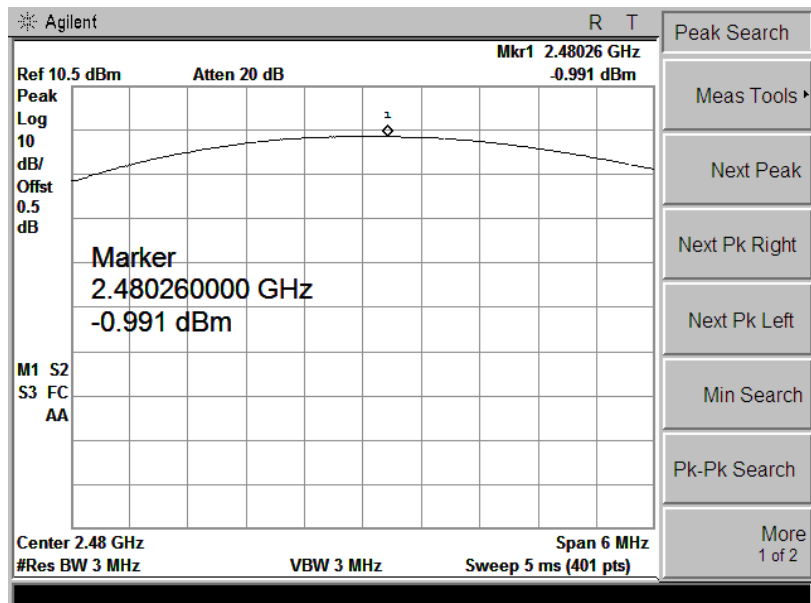 Agilent R T
Mkr1 2.48026 GHz
Ref 10.5 dBm Atten 20 dB -0.991 dBm
Peak
Log
10
dB/
Offst
0.5
dB
1
Marker
2.480260000 GHz
-0.991 dBm
M1 S2
S3 FC
AA
Center 2.48 GHz Span 6 MHz
#Res BW 3 MHz VBW 3 MHz Sweep 5 ms (401 pts)
Peak Search
Meas Tools
Next Peak
Next Pk Right
Next Pk Left
Min Search
Pk-Pk Search
More
1 of 2